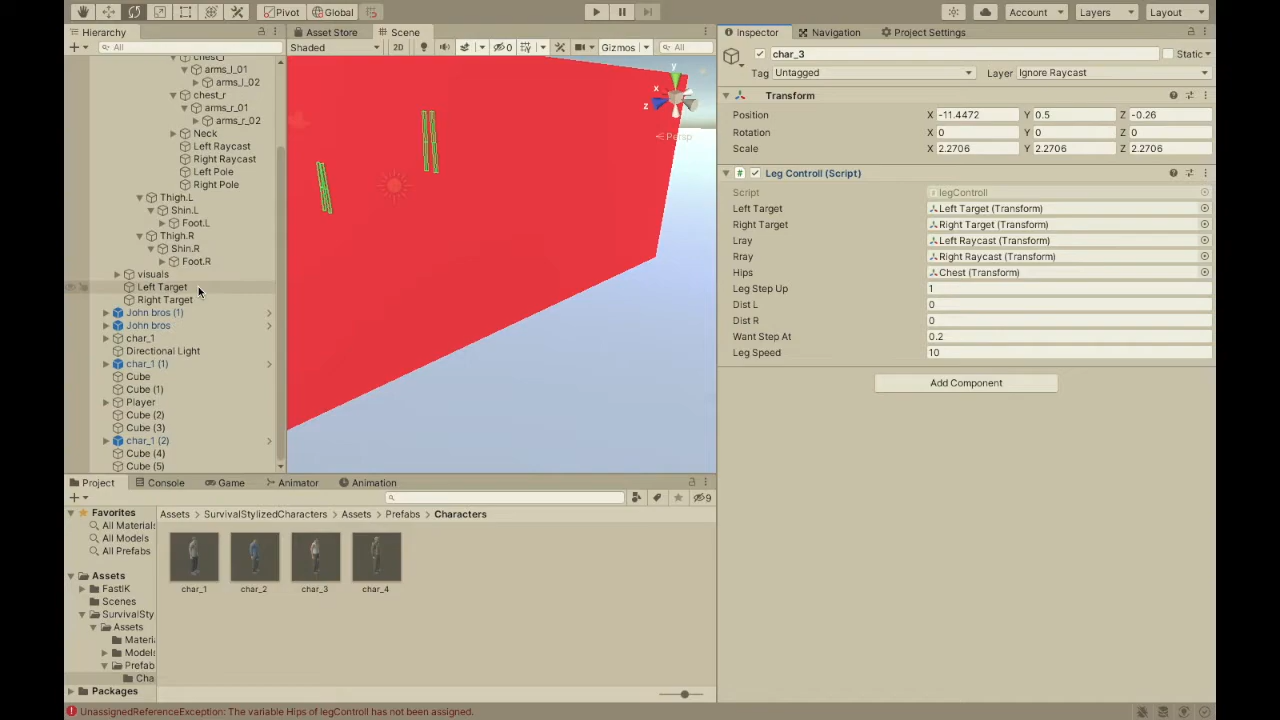 Pivot Global Account Layers Layout
Hierarchy Asset Store Scene Inspector Navigation Project Settings
All Shaded 2D 0 Gizmos All
char_3 Static
Tag Untagged Layer Ignore Raycast
Transform
Position X -11.4472 Y 0.5 Z -0.26
Rotation X 0 Y 0 Z 0
Scale X 2.2706 Y 2.2706 Z 2.2706
Leg Controll (Script)
Script legControll
Left Target Left Target (Transform)
Right Target Right Target (Transform)
Lray Left Raycast (Transform)
Rray Right Raycast (Transform)
Hips Chest (Transform)
Leg Step Up 1
Dist L 0
Dist R 0
Want Step At 0.2
Leg Speed 10
Add Component
arms_l_01
arms_l_02
chest_r
arms_r_01
arms_r_02
Neck
Left Raycast
Right Raycast
Left Pole
Right Pole
Thigh.L
Shin.L
Foot.L
Thigh.R
Shin.R
Foot.R
visuals
Left Target
Right Target
John bros (1)
John bros
char_1
Directional Light
char_1 (1)
Cube
Cube (1)
Player
Cube (2)
Cube (3)
char_1 (2)
Cube (4)
Cube (5)
y
x
z
Persp
Project Console Game Animator Animation
9
Favorites
All Materials
All Models
All Prefabs
Assets
FastIK
Scenes
SurvivalSty
Assets
Materi
Models
Prefab
Cha
Packages
Assets > SurvivalStylizedCharacters > Assets > Prefabs > Characters
char_1 char_2 char_3 char_4
UnassignedReferenceException: The variable Hips of legControll has not been assigned.